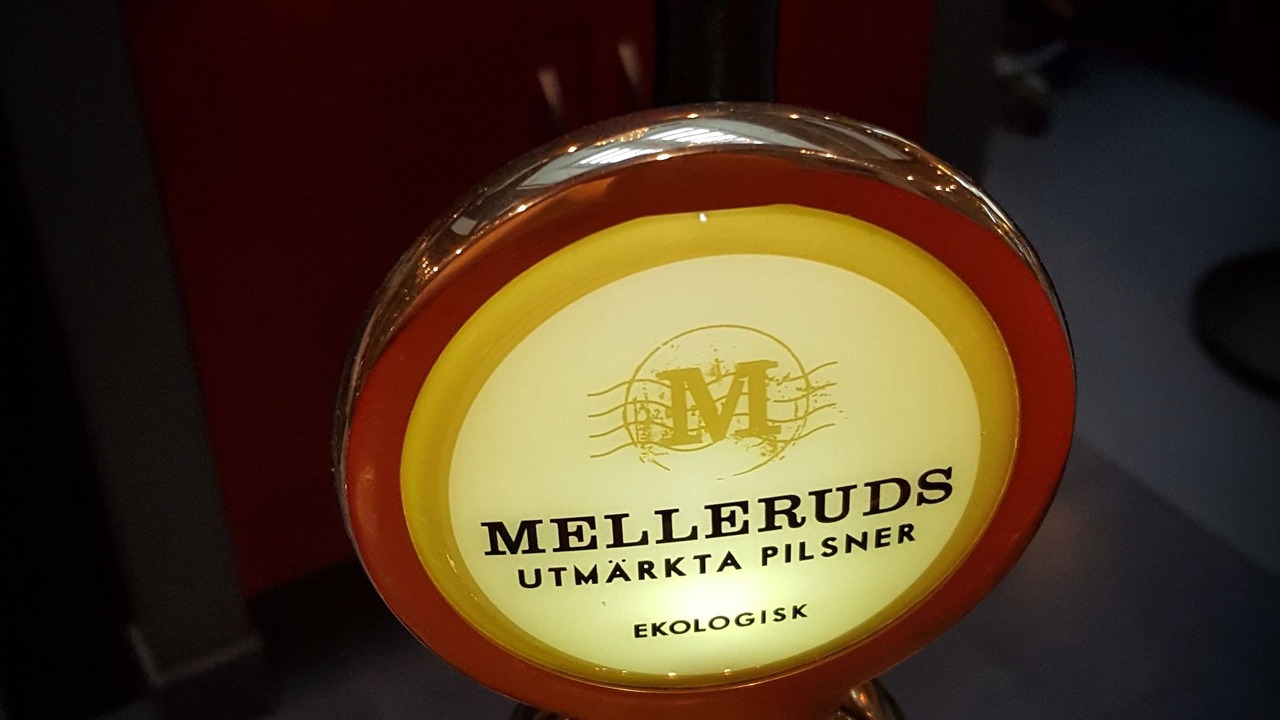 M
MELLERUDS
UTMÄRKTA PILSNER
EKOLOGISK